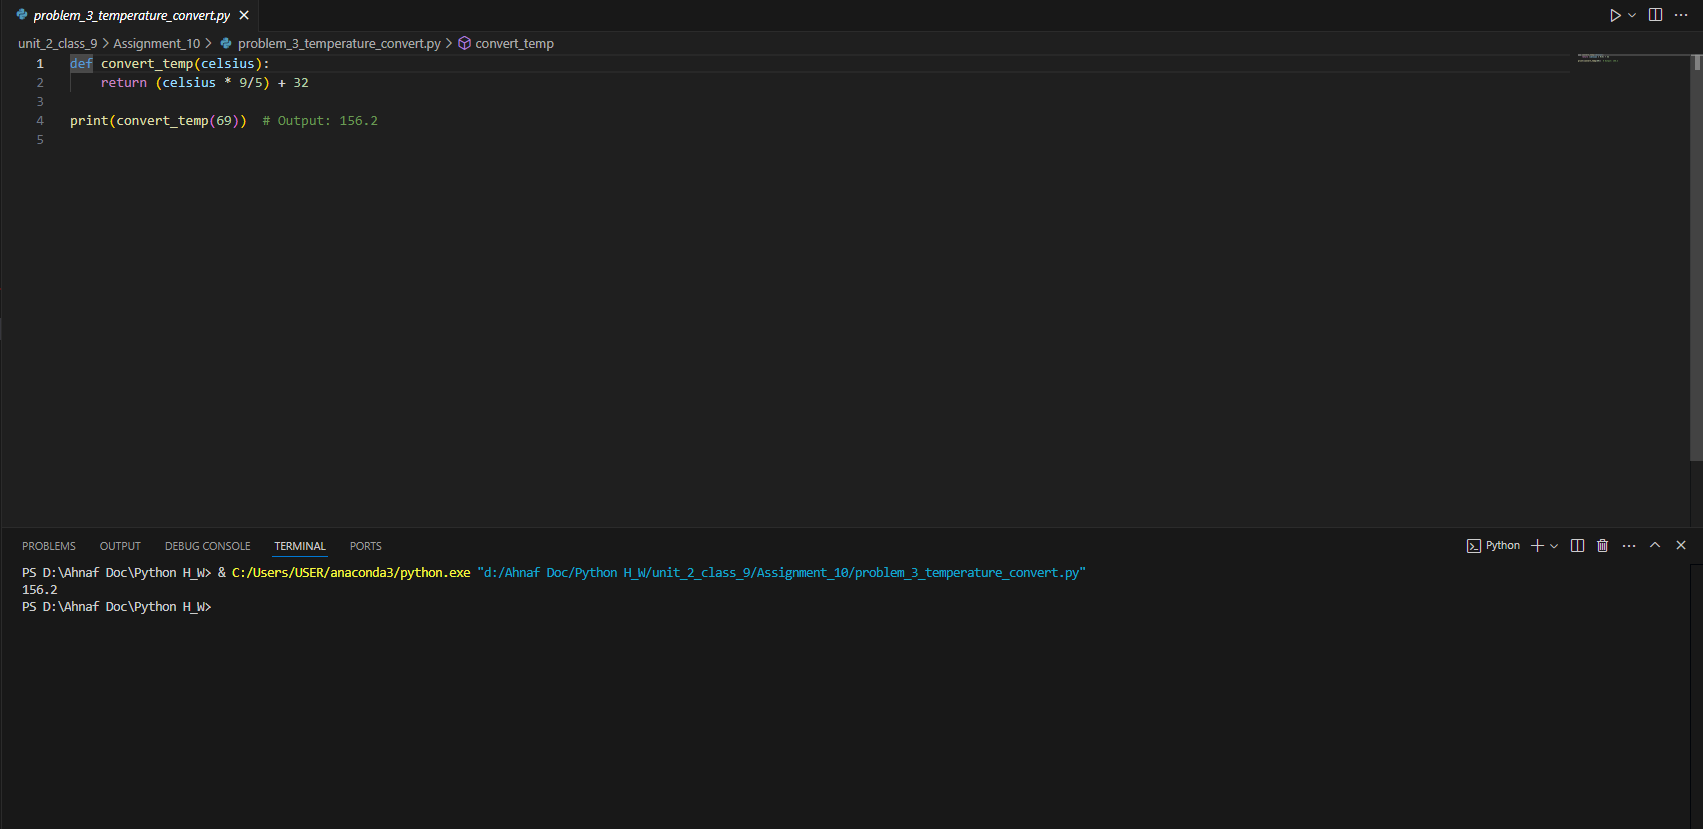 problem_3_temperature_convert.py
unit_2_class_9 > Assignment_10 > problem_3_temperature_convert.py > convert_temp
1 def convert_temp(celsius):
2     return (celsius * 9/5) + 32
3
4 print(convert_temp(69))  # Output: 156.2
5
PROBLEMS OUTPUT DEBUG CONSOLE TERMINAL PORTS Python
PS D:\Ahnaf Doc\Python H_W> & C:/Users/USER/anaconda3/python.exe "d:/Ahnaf Doc/Python H_W/unit_2_class_9/Assignment_10/problem_3_temperature_convert.py"
156.2
PS D:\Ahnaf Doc\Python H_W>